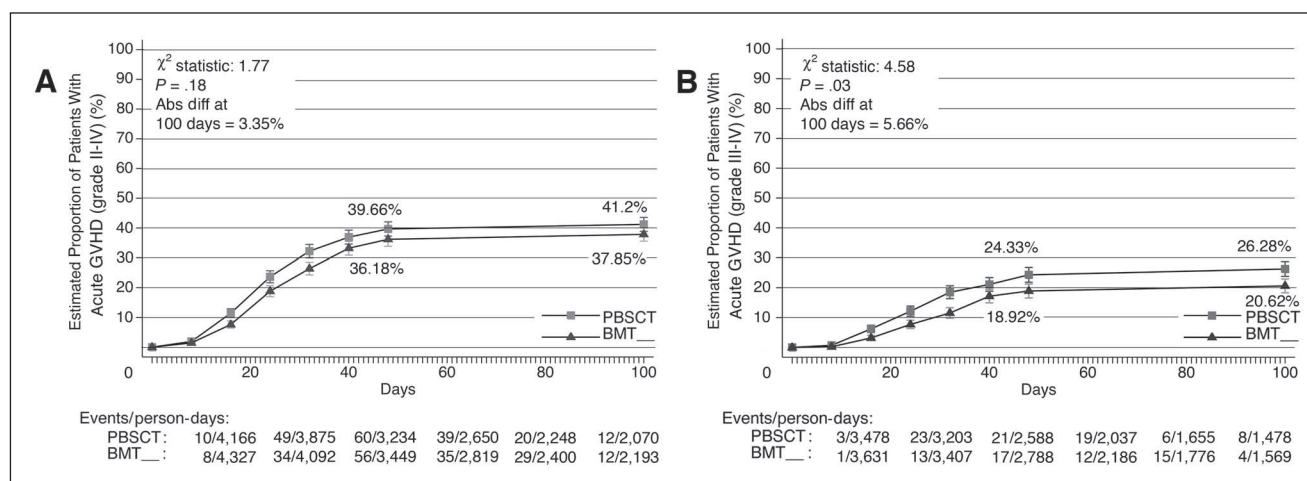 A
Estimated Proportion of Patients With
Acute GVHD (grade II-IV) (%)
100
90
80
70
60
50
40
30
20
10
0
χ² statistic: 1.77
P = .18
Abs diff at
100 days = 3.35%
39.66%
41.2%
36.18%
37.85%
PBSCT
BMT__
20
40
60
80
100
Days
Events/person-days:
PBSCT: 10/4,166 49/3,875 60/3,234 39/2,650 20/2,248 12/2,070
BMT__: 8/4,327 34/4,092 56/3,449 35/2,819 29/2,400 12/2,193
B
Estimated Proportion of Patients With
Acute GVHD (grade III-IV) (%)
100
90
80
70
60
50
40
30
20
10
0
χ² statistic: 4.58
P = .03
Abs diff at
100 days = 5.66%
24.33%
26.28%
18.92%
20.62%
PBSCT
BMT__
20
40
60
80
100
Days
Events/person-days:
PBSCT: 3/3,478 23/3,203 21/2,588 19/2,037 6/1,655 8/1,478
BMT__: 1/3,631 13/3,407 17/2,788 12/2,186 15/1,776 4/1,569